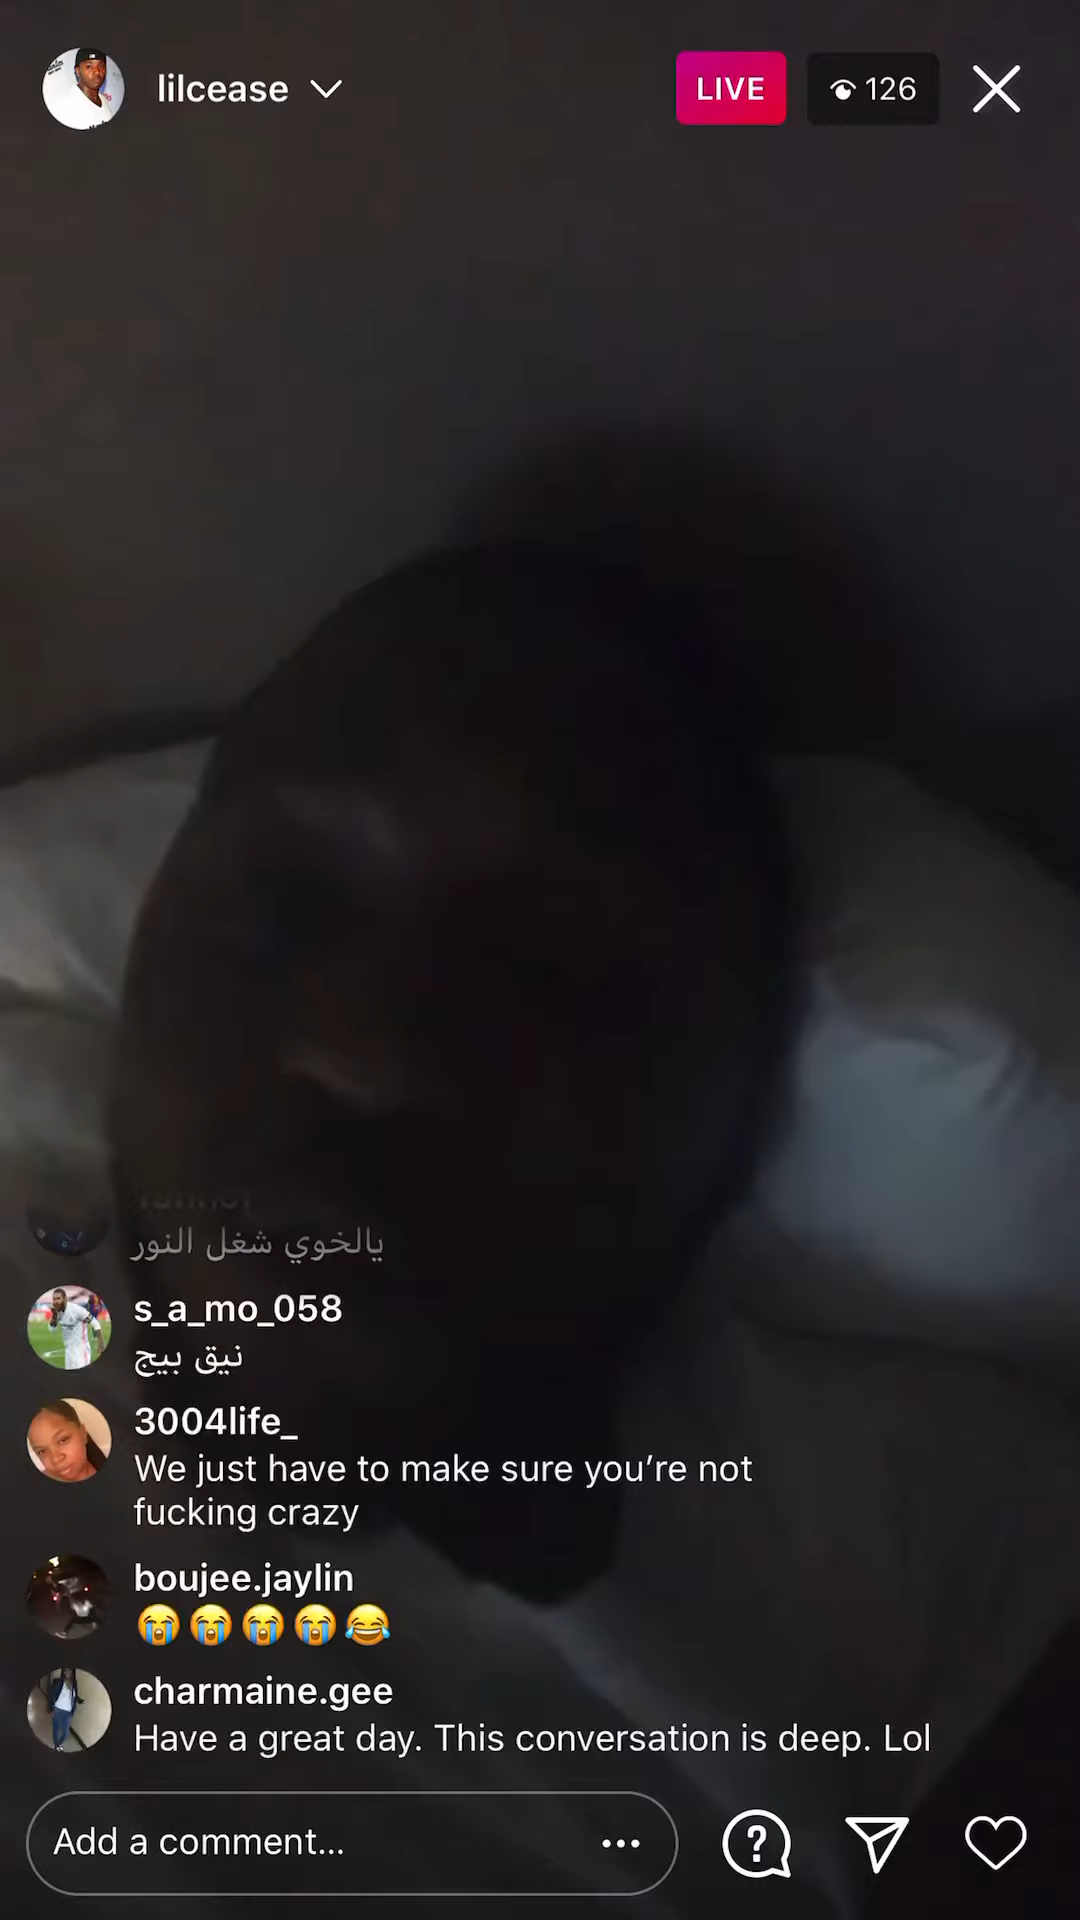 lilcease
LIVE
126
يالخوي شغل النور
s_a_mo_058
نيق بيج
3004life_
We just have to make sure you’re not
fucking crazy
boujee.jaylin
😭😭😭😭😂
charmaine.gee
Have a great day. This conversation is deep. Lol
Add a comment...